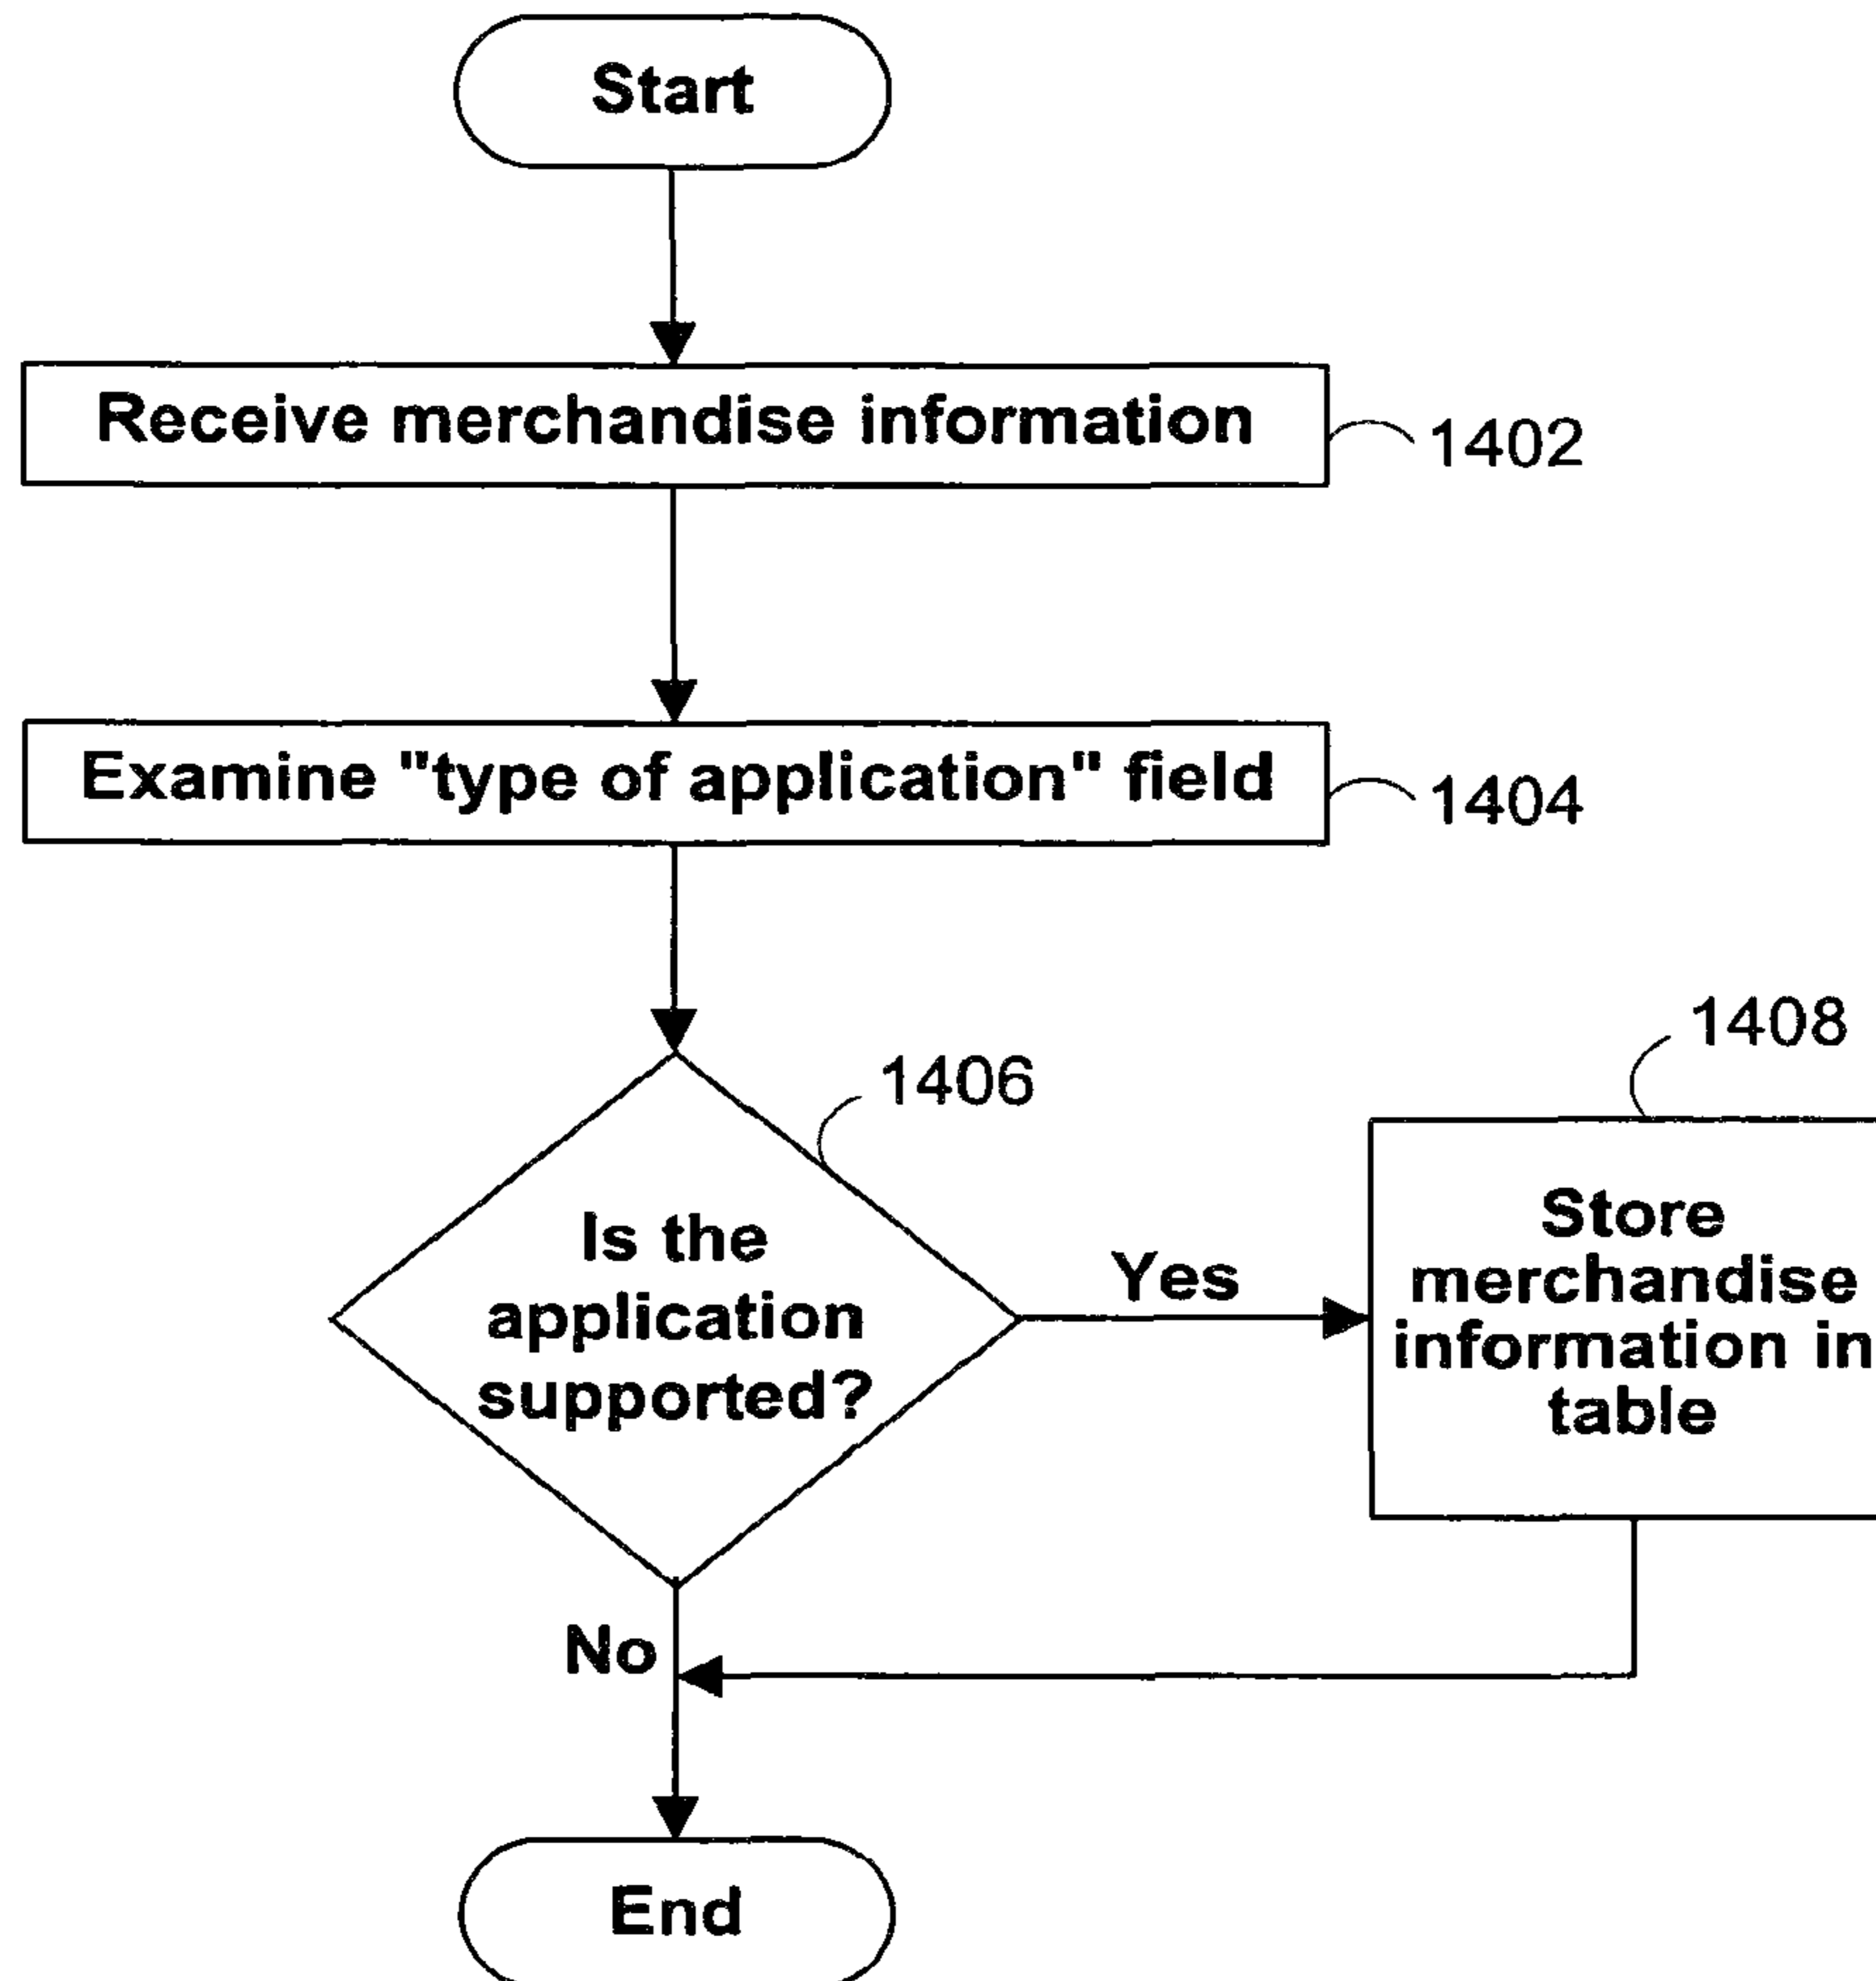 Start
Receive merchandise information
1402
Examine "type of application" field
1404
1406
Is the
application
supported?
Yes
1408
Store
merchandise
information in
table
No
End